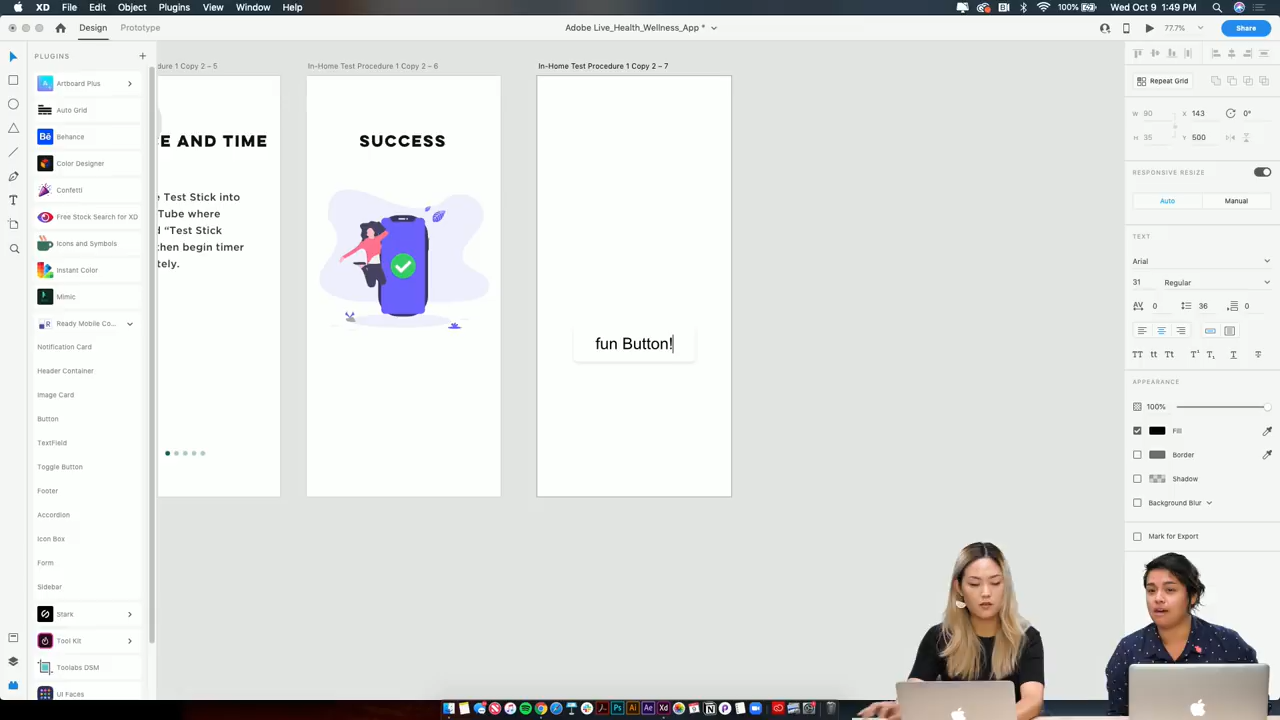 XD File Edit Object Plugins View Window Help
100% Wed Oct 9 1:49:56 PM
Design Prototype
Adobe Live_Health_Wellness_App *
77.7% Share
PLUGINS
Artboard Plus
Auto Grid
Behance
Color Designer
Confetti
Free Stock Search for XD
Icons and Symbols
Instant Color
Mimic
Ready Mobile Co...
Notification Card
Header Container
Image Card
Button
TextField
Toggle Button
Footer
Accordion
Icon Box
Form
Sidebar
Stark
Tool Kit
Toolabs DSM
UI Faces
dure 1 Copy 2 – 5
E AND TIME
e Test Stick into
Tube where
d “Test Stick
then begin timer
tely.
In-Home Test Procedure 1 Copy 2 – 6
SUCCESS
In-Home Test Procedure 1 Copy 2 – 7
fun Button!
Repeat Grid
W 90 X 143 0°
H 35 Y 500
RESPONSIVE RESIZE
Auto Manual
TEXT
Arial
31 Regular
AV 0 36 0
TT tt Tt T¹ T₁ T T
APPEARANCE
100%
Fill
Border
Shadow
Background Blur
Mark for Export